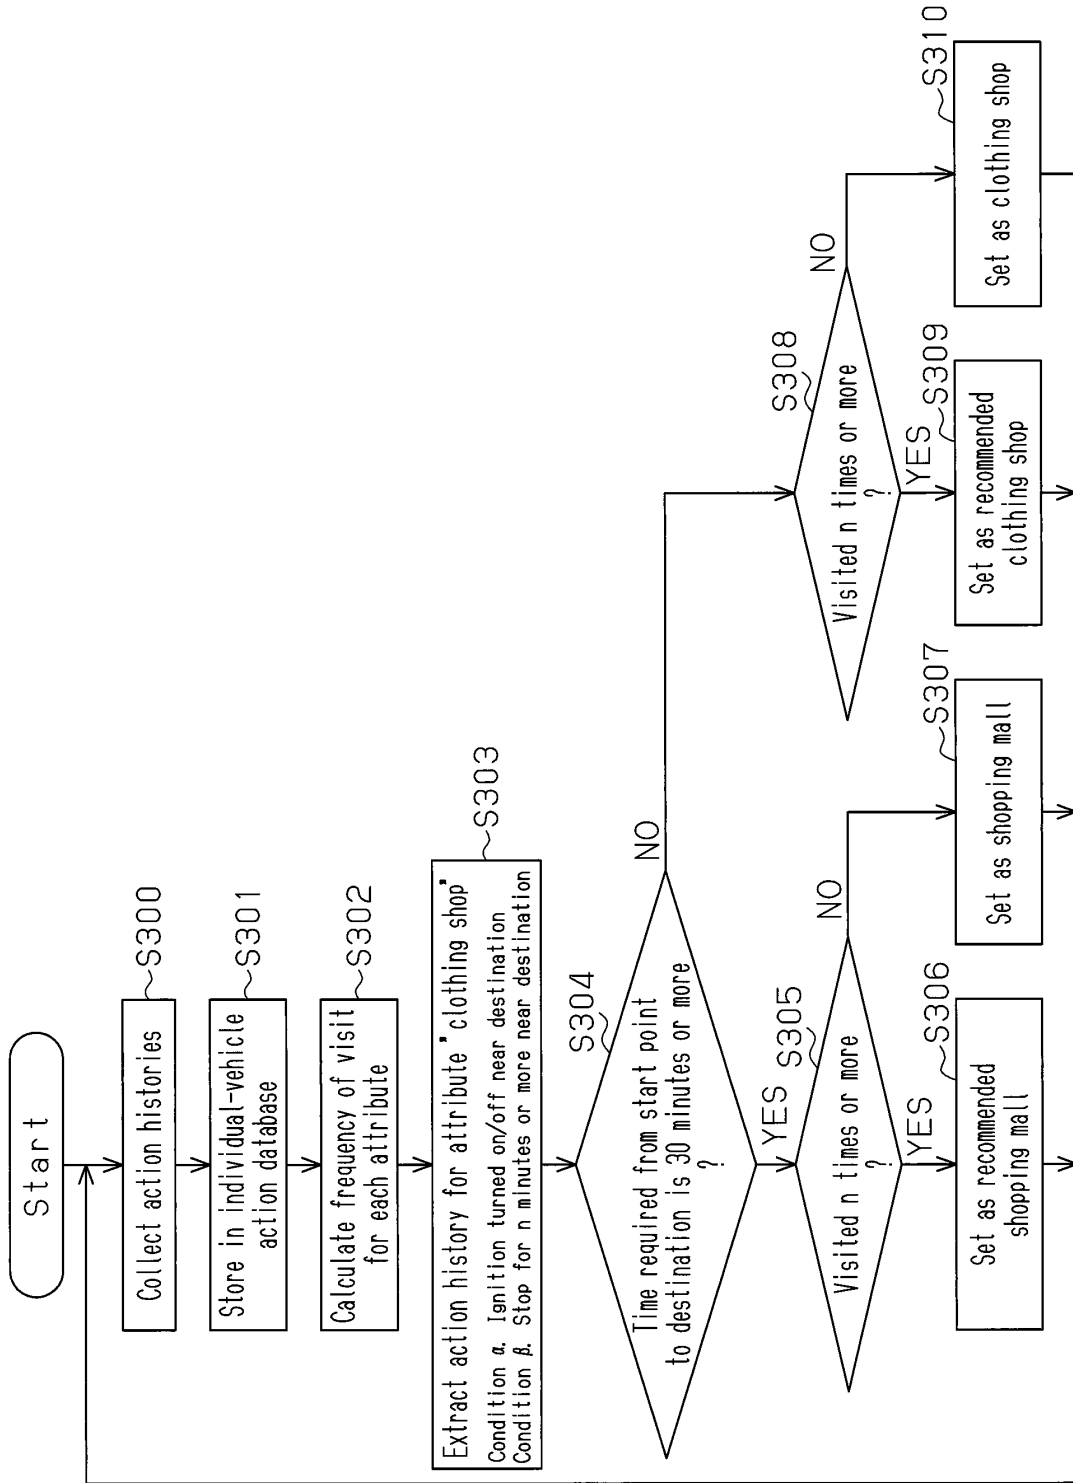 Start
Collect action histories
S300
Store in individual-vehicle
action database
S301
Calculate frequency of visit
for each attribute
S302
Extract action history for attribute" clothing shop"
Condition α. Ignition turned on/off near destination
Condition β. Stop for n minutes or more near destination
S303
Time required from start point
to destination is 30 minutes or more
?
S304
YES
NO
Visited n times or more
?
S305
YES
NO
Set as recommended
shopping mall
S306
Set as shopping mall
S307
Visited n times or more
?
S308
YES
NO
Set as recommended
clothing shop
S309
Set as clothing shop
S310